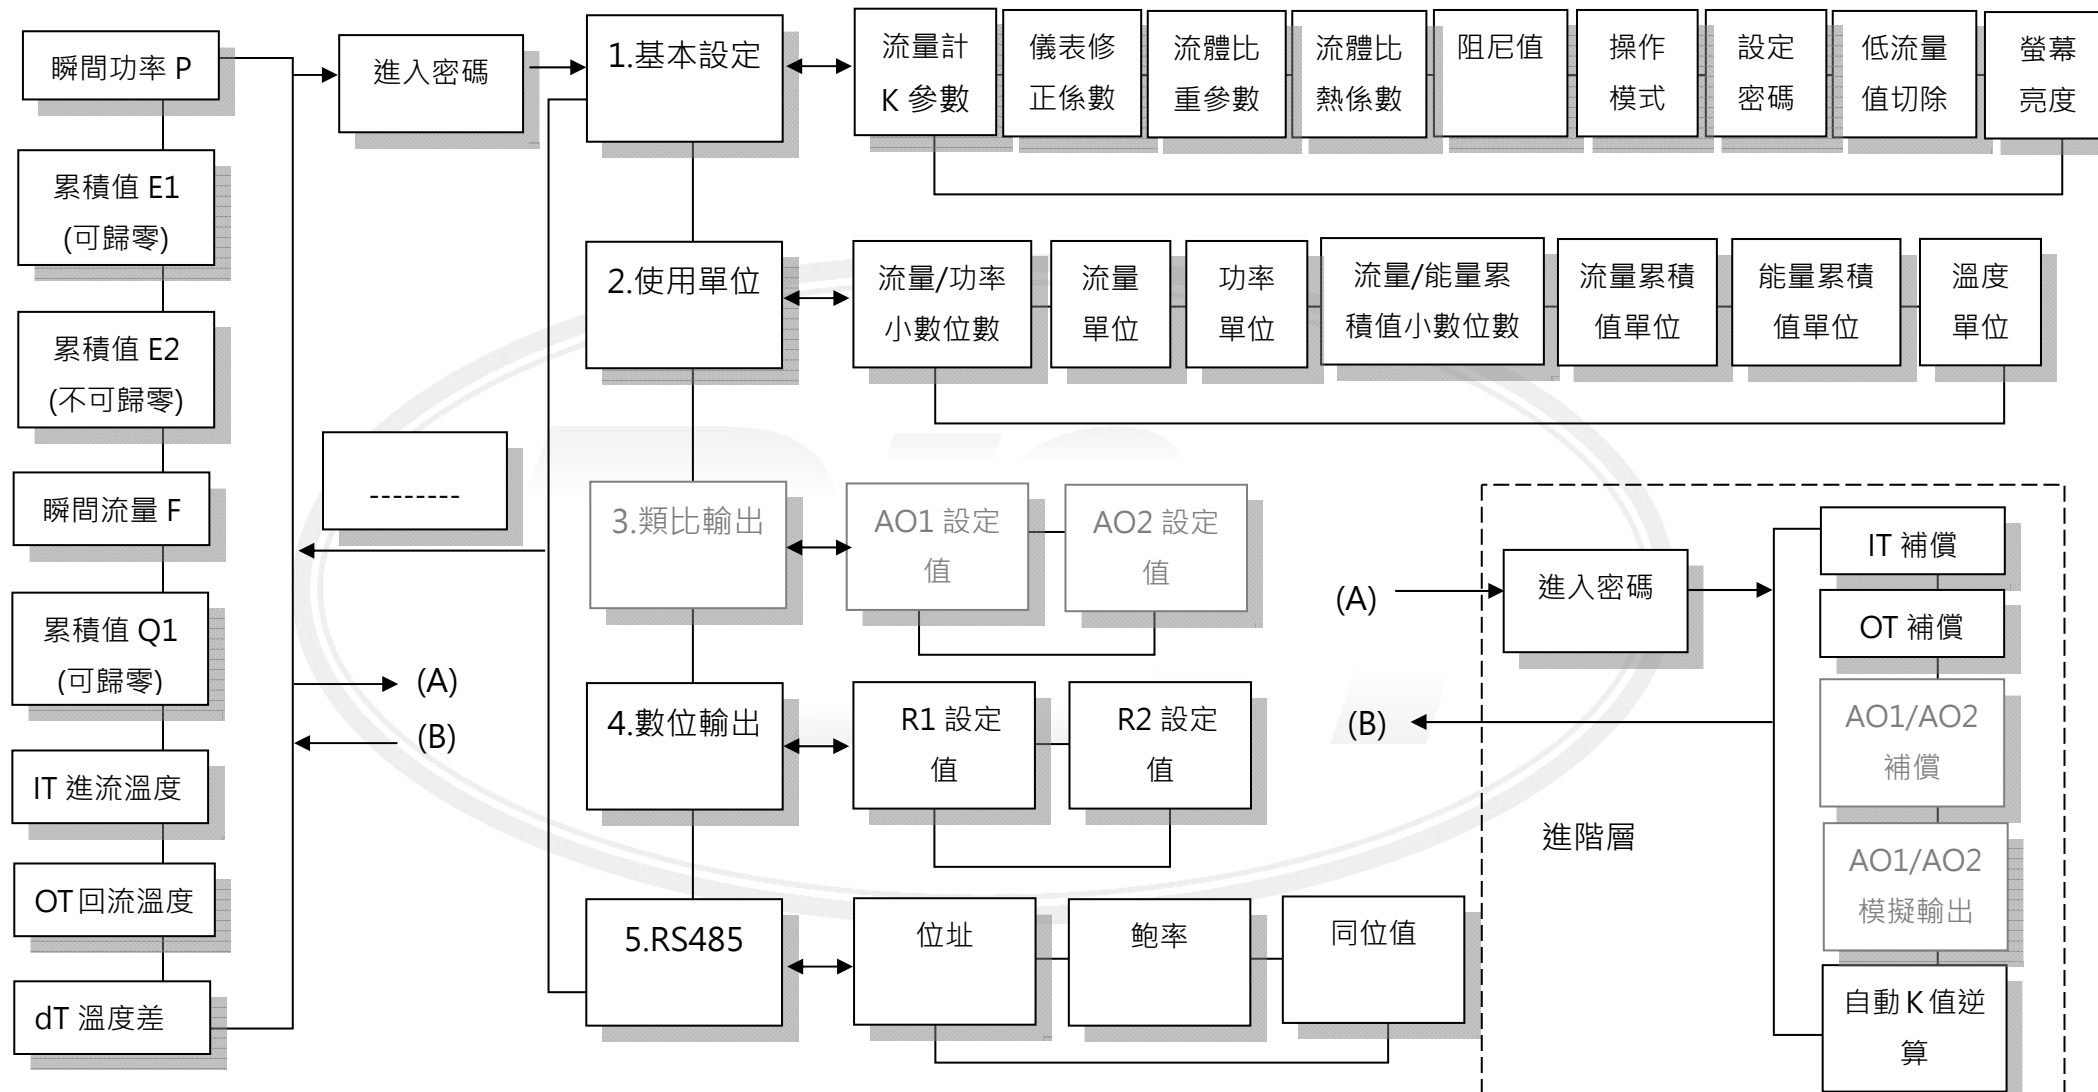 瞬間功率 P
累積值 E1
(可歸零)
累積值 E2
(不可歸零)
瞬間流量 F
累積值 Q1
(可歸零)
IT 進流溫度
OT 回流溫度
dT 溫度差
進入密碼
--------
(A)
(B)
1.基本設定
流量計
K 參數
儀表修
正係數
流體比
重參數
流體比
熱係數
阻尼值
操作
模式
設定
密碼
低流量
值切除
螢幕
亮度
2.使用單位
流量/功率
小數位數
流量
單位
功率
單位
流量/能量累
積值小數位數
流量累積
值單位
能量累積
值單位
溫度
單位
3.類比輸出
AO1 設定
值
AO2 設定
值
4.數位輸出
R1 設定
值
R2 設定
值
5.RS485
位址
鮑率
同位值
(A)
(B)
進入密碼
進階層
IT 補償
OT 補償
AO1/AO2
補償
AO1/AO2
模擬輸出
自動 K 值逆
算